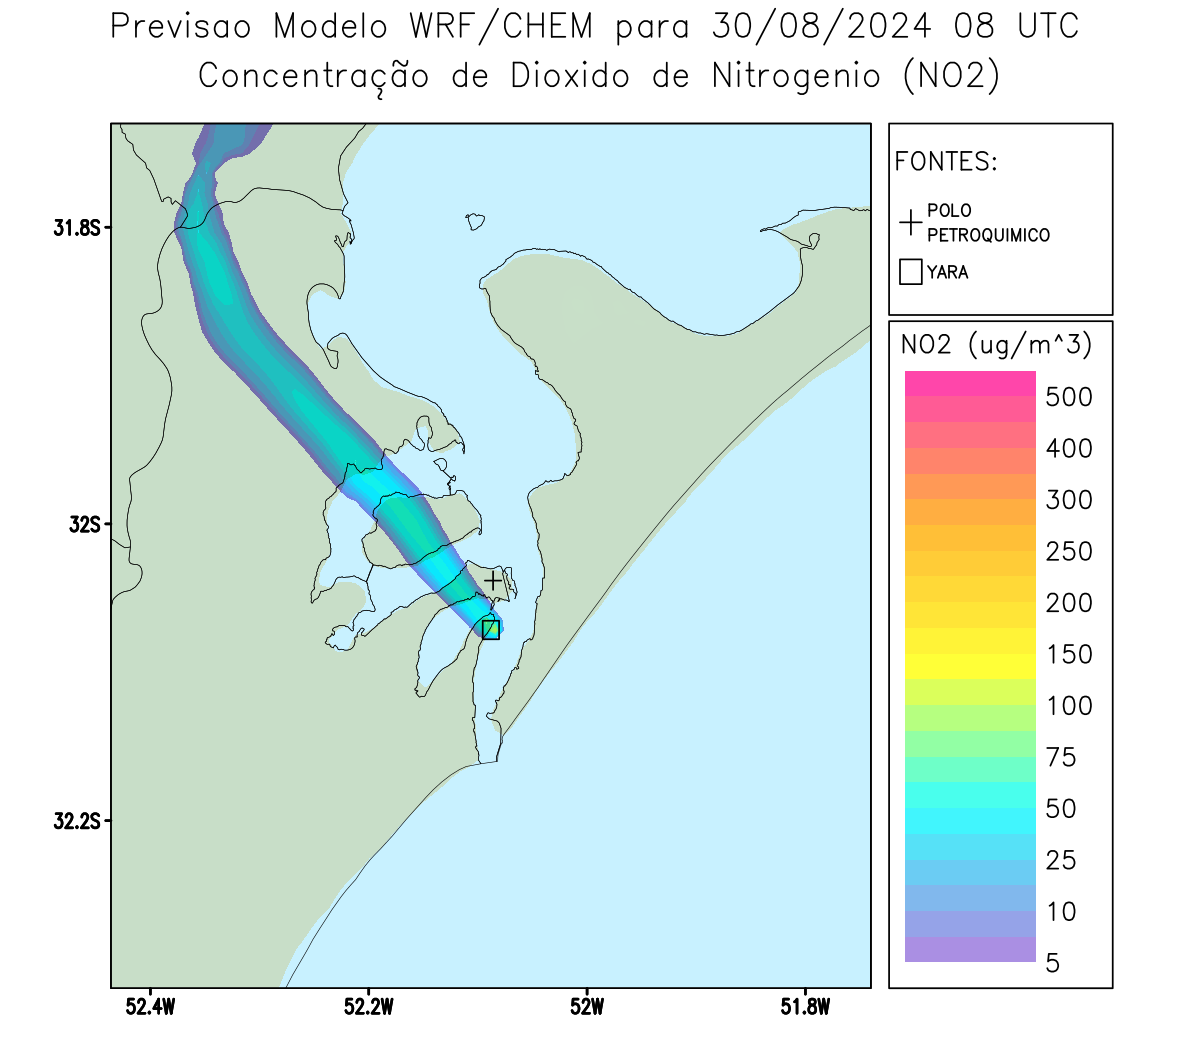 Previsao Modelo WRF/CHEM para 30/08/2024 08 UTC
Concentração de Dioxido de Nitrogenio (NO2)
FONTES:
POLO
PETROQUIMICO
YARA
31.8S
32S
32.2S
52.4W
52.2W
52W
51.8W
NO2 (ug/m^3)
500
400
300
250
200
150
100
75
50
25
10
5